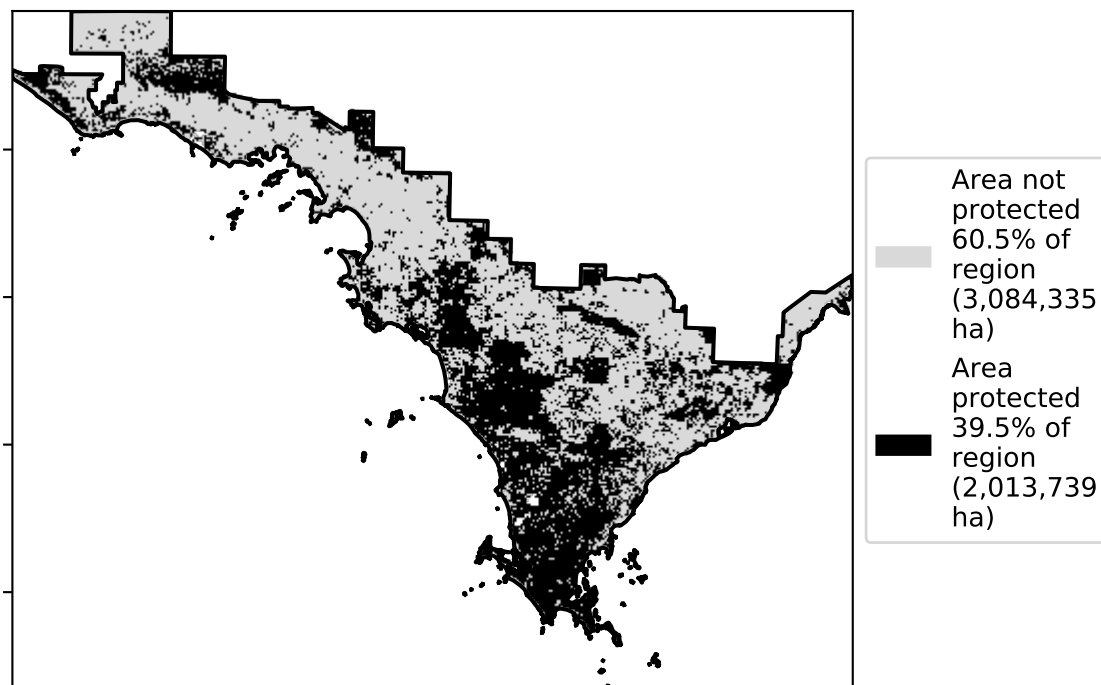 Area not
protected
60.5% of
region
(3,084,335
ha)
Area
protected
39.5% of
region
(2,013,739
ha)